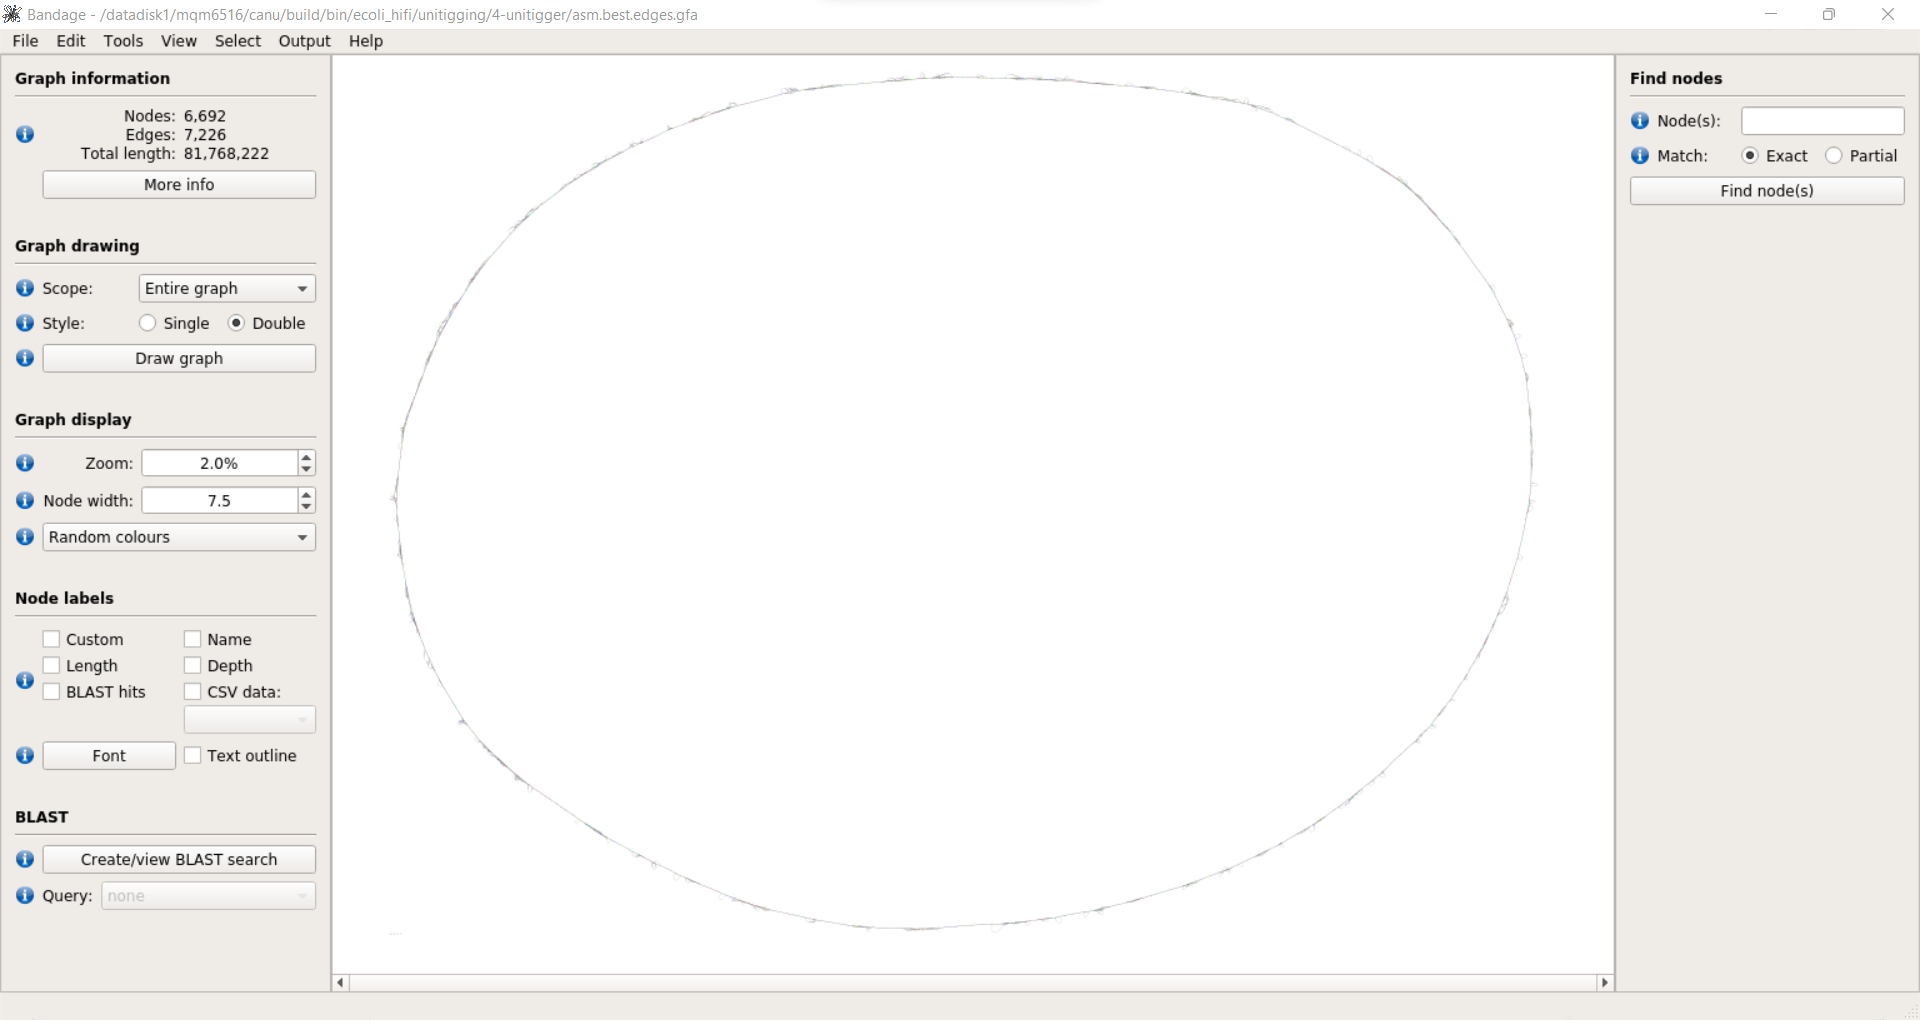 Bandage - /datadisk1/mqm6516/canu/build/bin/ecoli_hifi/unitigging/4-unitigger/asm.best.edges.gfa
File Edit Tools View Select Output Help
Graph information
Nodes: 6,692
Edges: 7,226
Total length: 81,768,222
More info
Graph drawing
Scope: Entire graph
Style: Single Double
Draw graph
Graph display
Zoom: 2.0%
Node width: 7.5
Random colours
Node labels
Custom Name
Length Depth
BLAST hits CSV data:
Font Text outline
BLAST
Create/view BLAST search
Query: none
Find nodes
Node(s):
Match: Exact Partial
Find node(s)